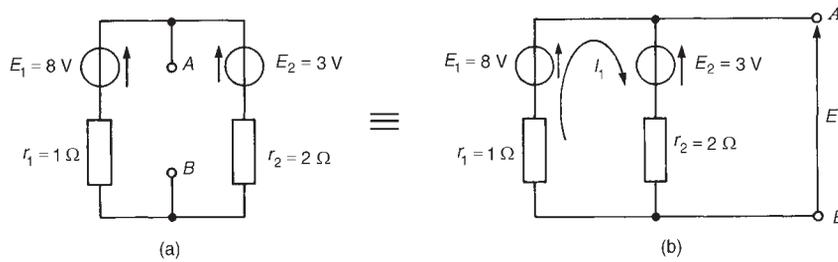 E₁ = 8 V
A
E₂ = 3 V
r₁ = 1 Ω
B
r₂ = 2 Ω
(a)
≡
A
E₁ = 8 V
I₁
E₂ = 3 V
E
r₁ = 1 Ω
r₂ = 2 Ω
(b)